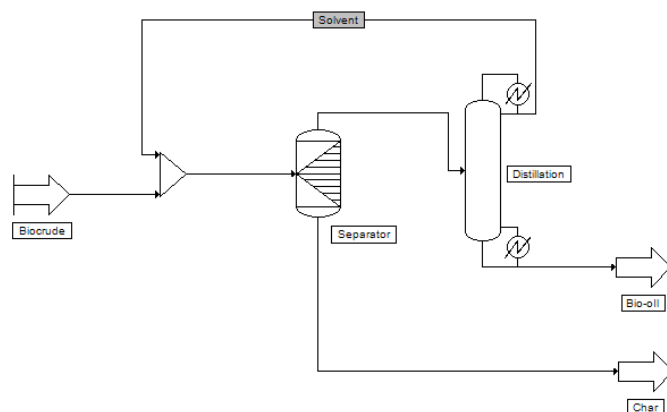 Solvent
Distillation
Biocrude
Separator
Bio-oil
Char